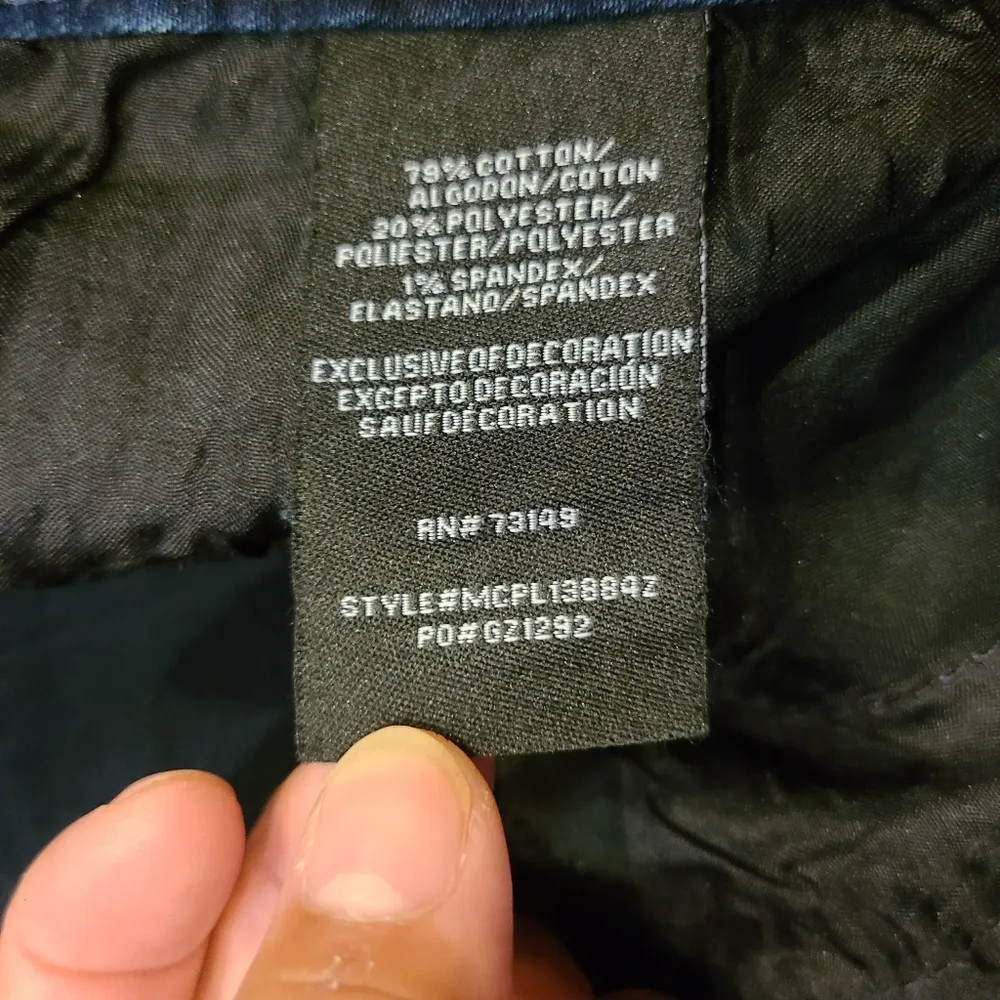 79% COTTON/
ALGODON/COTON
20% POLYESTER/
POLIESTER/POLYESTER
1% SPANDEX/
ELASTANO/SPANDEX
EXCLUSIVE OF DECORATION
EXCEPTO DECORACIÓN
SAUF DÉCORATION
RN# 73149
STYLE#MCPL13884Z
PO#GZ1292